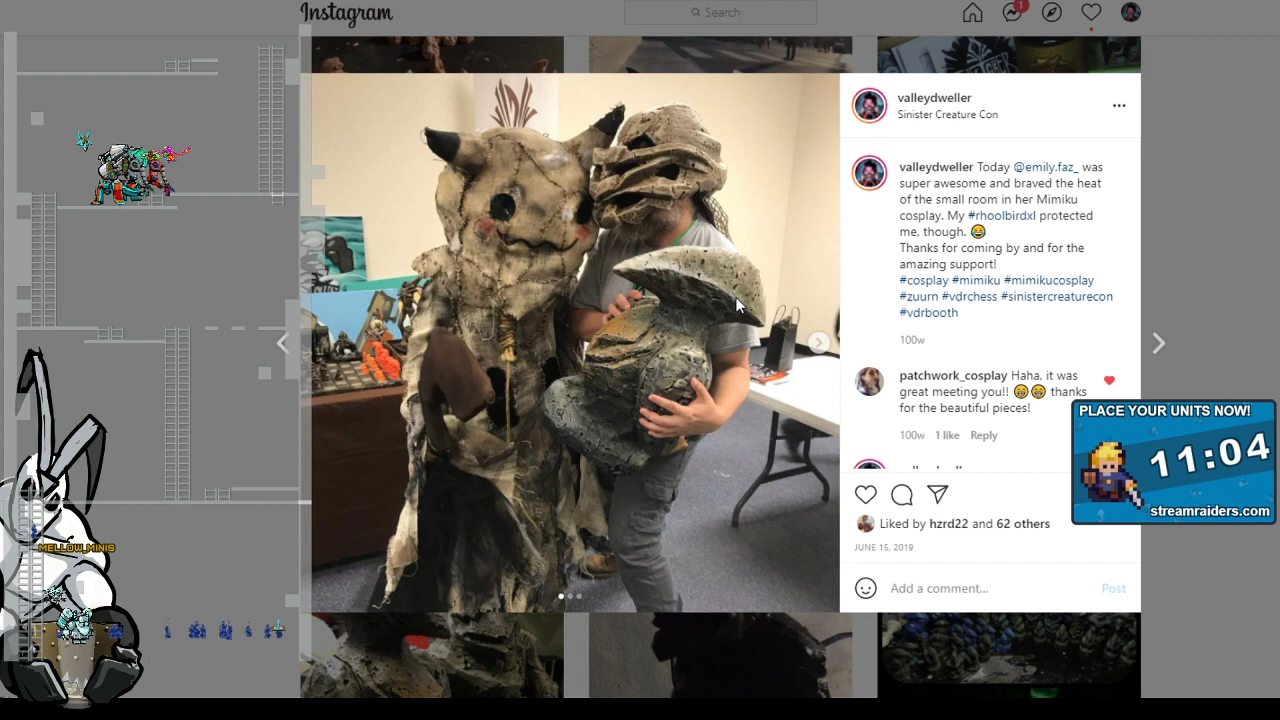 Instagram
Search
1
valleydweller
Sinister Creature Con
valleydweller Today @emily.faz_ was
super awesome and braved the heat
of the small room in her Mimiku
cosplay. My #rhoolbirdxl protected
me, though.
Thanks for coming by and for the
amazing support!
#cosplay #mimiku #mimikucosplay
#zuurn #vdrchess #sinistercreaturecon
#vdrbooth
100w
patchwork_cosplay Haha, it was
great meeting you!! thanks
for the beautiful pieces!
100w 1 like Reply
PLACE YOUR UNITS NOW!
11:04
streamraiders.com
Liked by hzrd22 and 62 others
JUNE 15, 2019
Add a comment...
Post
MELLOW_MINIS